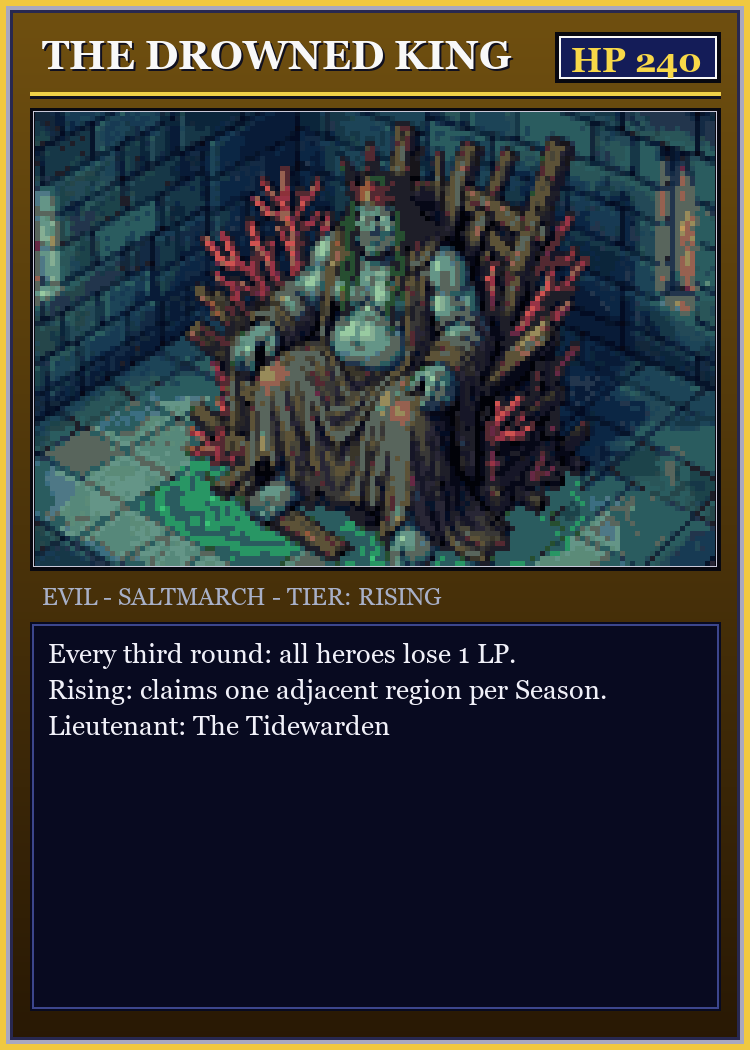 THE DROWNED KING
HP 240
EVIL - SALTMARCH - TIER: RISING
Every third round: all heroes lose 1 LP.
Rising: claims one adjacent region per Season.
Lieutenant: The Tidewarden